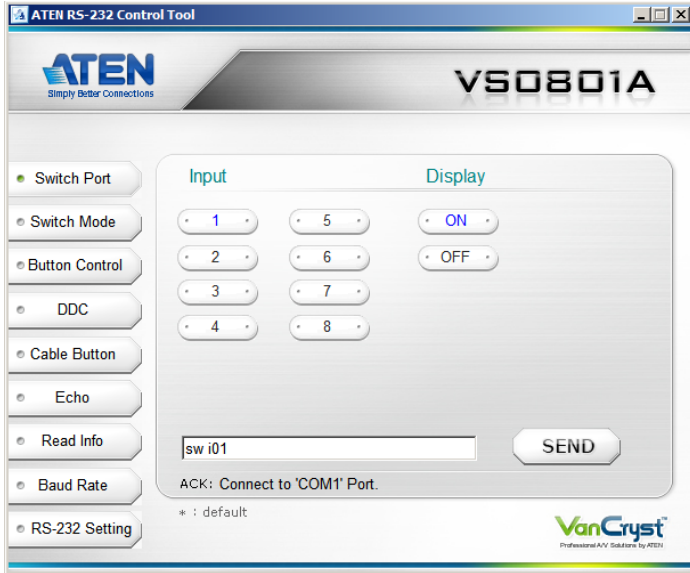 ATEN RS-232 Control Tool
ATEN
Simply Better Connections
VS0801A
Switch Port
Switch Mode
Button Control
DDC
Cable Button
Echo
Read Info
Baud Rate
RS-232 Setting
Input
Display
1 5 ON
2 6 OFF
3 7
4 8
sw i01
SEND
ACK: Connect to 'COM1' Port.
* : default
VanCryst™
Professional A/V Solutions by ATEN